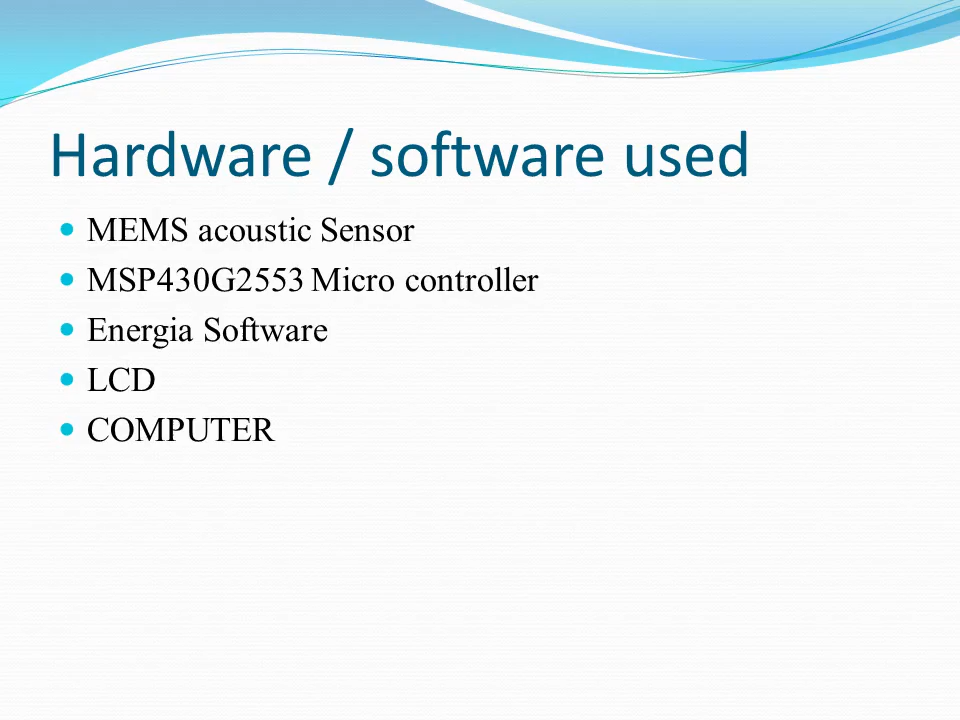 Hardware / software used
MEMS acoustic Sensor
MSP430G2553 Micro controller
Energia Software
LCD
COMPUTER